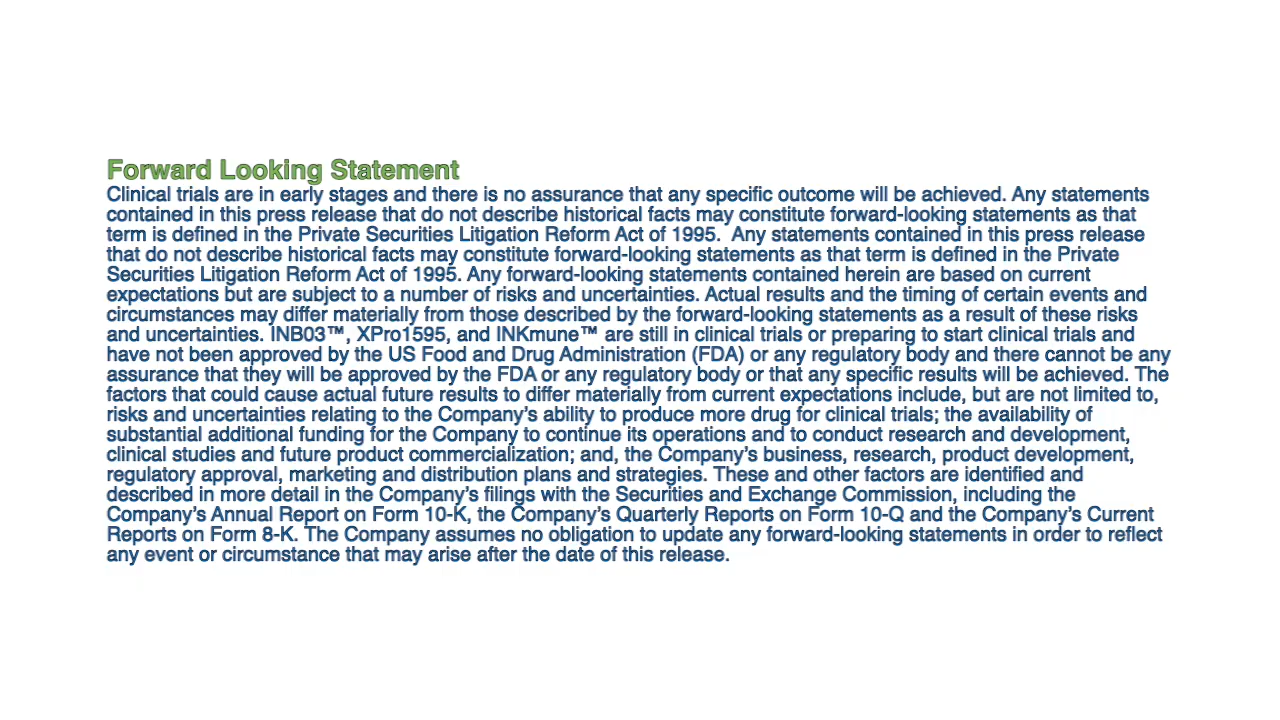 Forward Looking Statement
Clinical trials are in early stages and there is no assurance that any specific outcome will be achieved. Any statements
contained in this press release that do not describe historical facts may constitute forward-looking statements as that
term is defined in the Private Securities Litigation Reform Act of 1995.  Any statements contained in this press release
that do not describe historical facts may constitute forward-looking statements as that term is defined in the Private
Securities Litigation Reform Act of 1995. Any forward-looking statements contained herein are based on current
expectations but are subject to a number of risks and uncertainties. Actual results and the timing of certain events and
circumstances may differ materially from those described by the forward-looking statements as a result of these risks
and uncertainties. INB03™, XPro1595, and INKmune™ are still in clinical trials or preparing to start clinical trials and
have not been approved by the US Food and Drug Administration (FDA) or any regulatory body and there cannot be any
assurance that they will be approved by the FDA or any regulatory body or that any specific results will be achieved. The
factors that could cause actual future results to differ materially from current expectations include, but are not limited to,
risks and uncertainties relating to the Company’s ability to produce more drug for clinical trials; the availability of
substantial additional funding for the Company to continue its operations and to conduct research and development,
clinical studies and future product commercialization; and, the Company’s business, research, product development,
regulatory approval, marketing and distribution plans and strategies. These and other factors are identified and
described in more detail in the Company’s filings with the Securities and Exchange Commission, including the
Company’s Annual Report on Form 10-K, the Company’s Quarterly Reports on Form 10-Q and the Company’s Current
Reports on Form 8-K. The Company assumes no obligation to update any forward-looking statements in order to reflect
any event or circumstance that may arise after the date of this release.